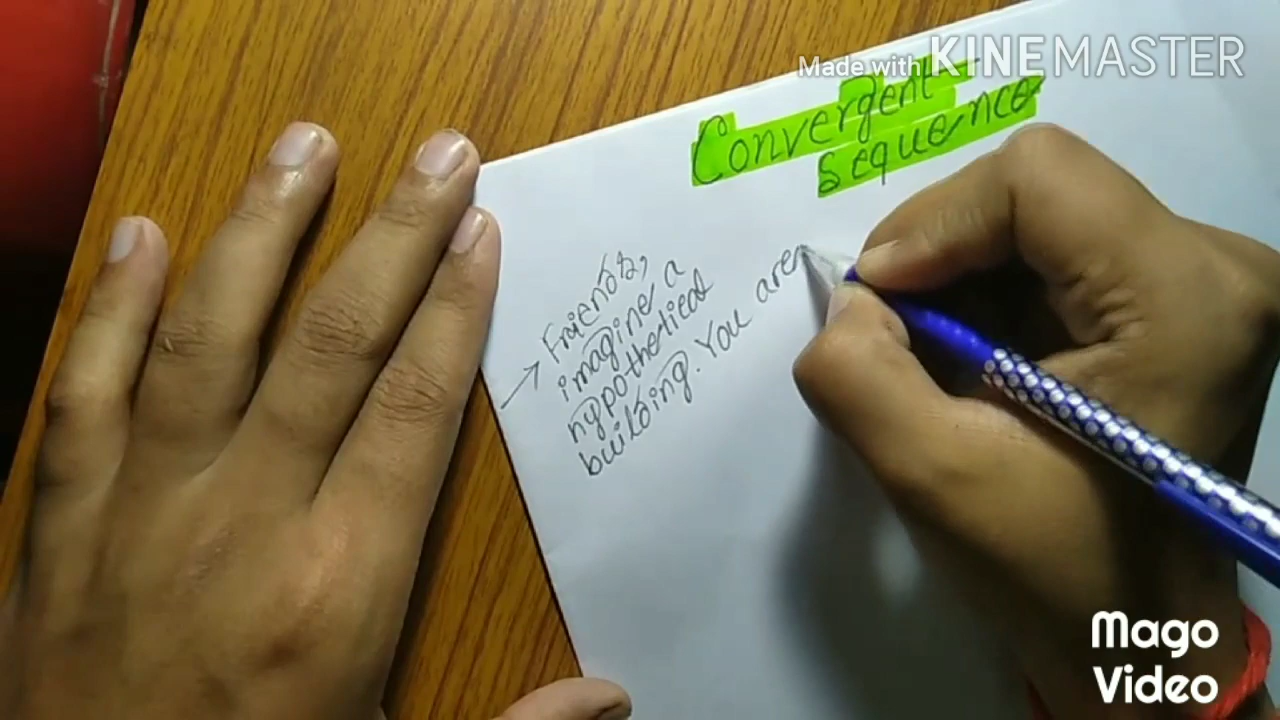 Made with KINEMASTER
Convergent
Sequence
→ Friends,
imagine a
hypothetical
building. You are
Mago
Video